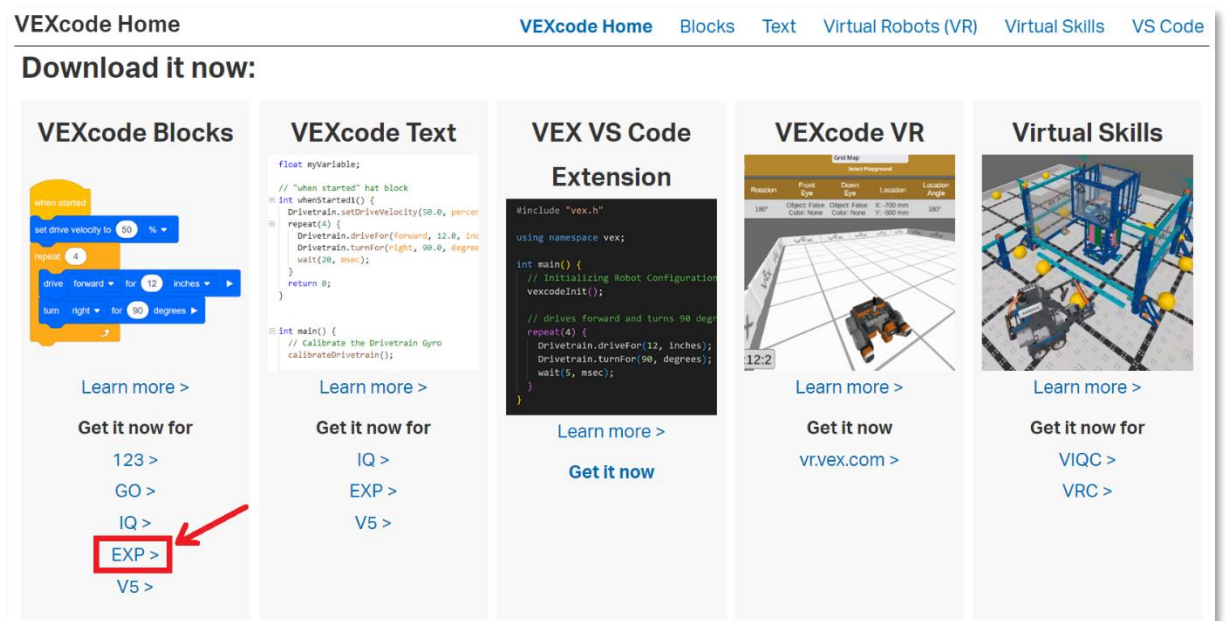 VEXcode Home
VEXcode Home Blocks Text Virtual Robots (VR) Virtual Skills VS Code
Download it now:
VEXcode Blocks
when started
set drive velocity to 50 %
repeat 4
drive forward for 12 inches
turn right for 90 degrees
Learn more >
Get it now for
123 >
GO >
IQ >
EXP >
V5 >
VEXcode Text
float myVariable;
// "when started" hat block
int whenStarted1() {
Drivetrain.setDriveVelocity(50.0, percen
repeat(4) {
Drivetrain.driveFor(forward, 12.0, inc
Drivetrain.turnFor(right, 90.0, degree
wait(20, msec);
}
return 0;
}
int main() {
// Calibrate the Drivetrain Gyro
calibrateDrivetrain();
Learn more >
Get it now for
IQ >
EXP >
V5 >
VEX VS Code
Extension
#include "vex.h"
using namespace vex;
int main() {
// Initializing Robot Configuration
vexcodeInit();
// drives forward and turns 90 degr
repeat(4) {
Drivetrain.driveFor(12, inches);
Drivetrain.turnFor(90, degrees);
wait(5, msec);
}
}
Learn more >
Get it now
VEXcode VR
Grid Map
Select Playground
Rotation Front Eye Down Eye Location Location Angle
180° Object: False Object: False X: -700 mm 180°
Color: None Color: None Y: -500 mm
:12:2
Learn more >
Get it now
vr.vex.com >
Virtual Skills
Learn more >
Get it now for
VIQC >
VRC >